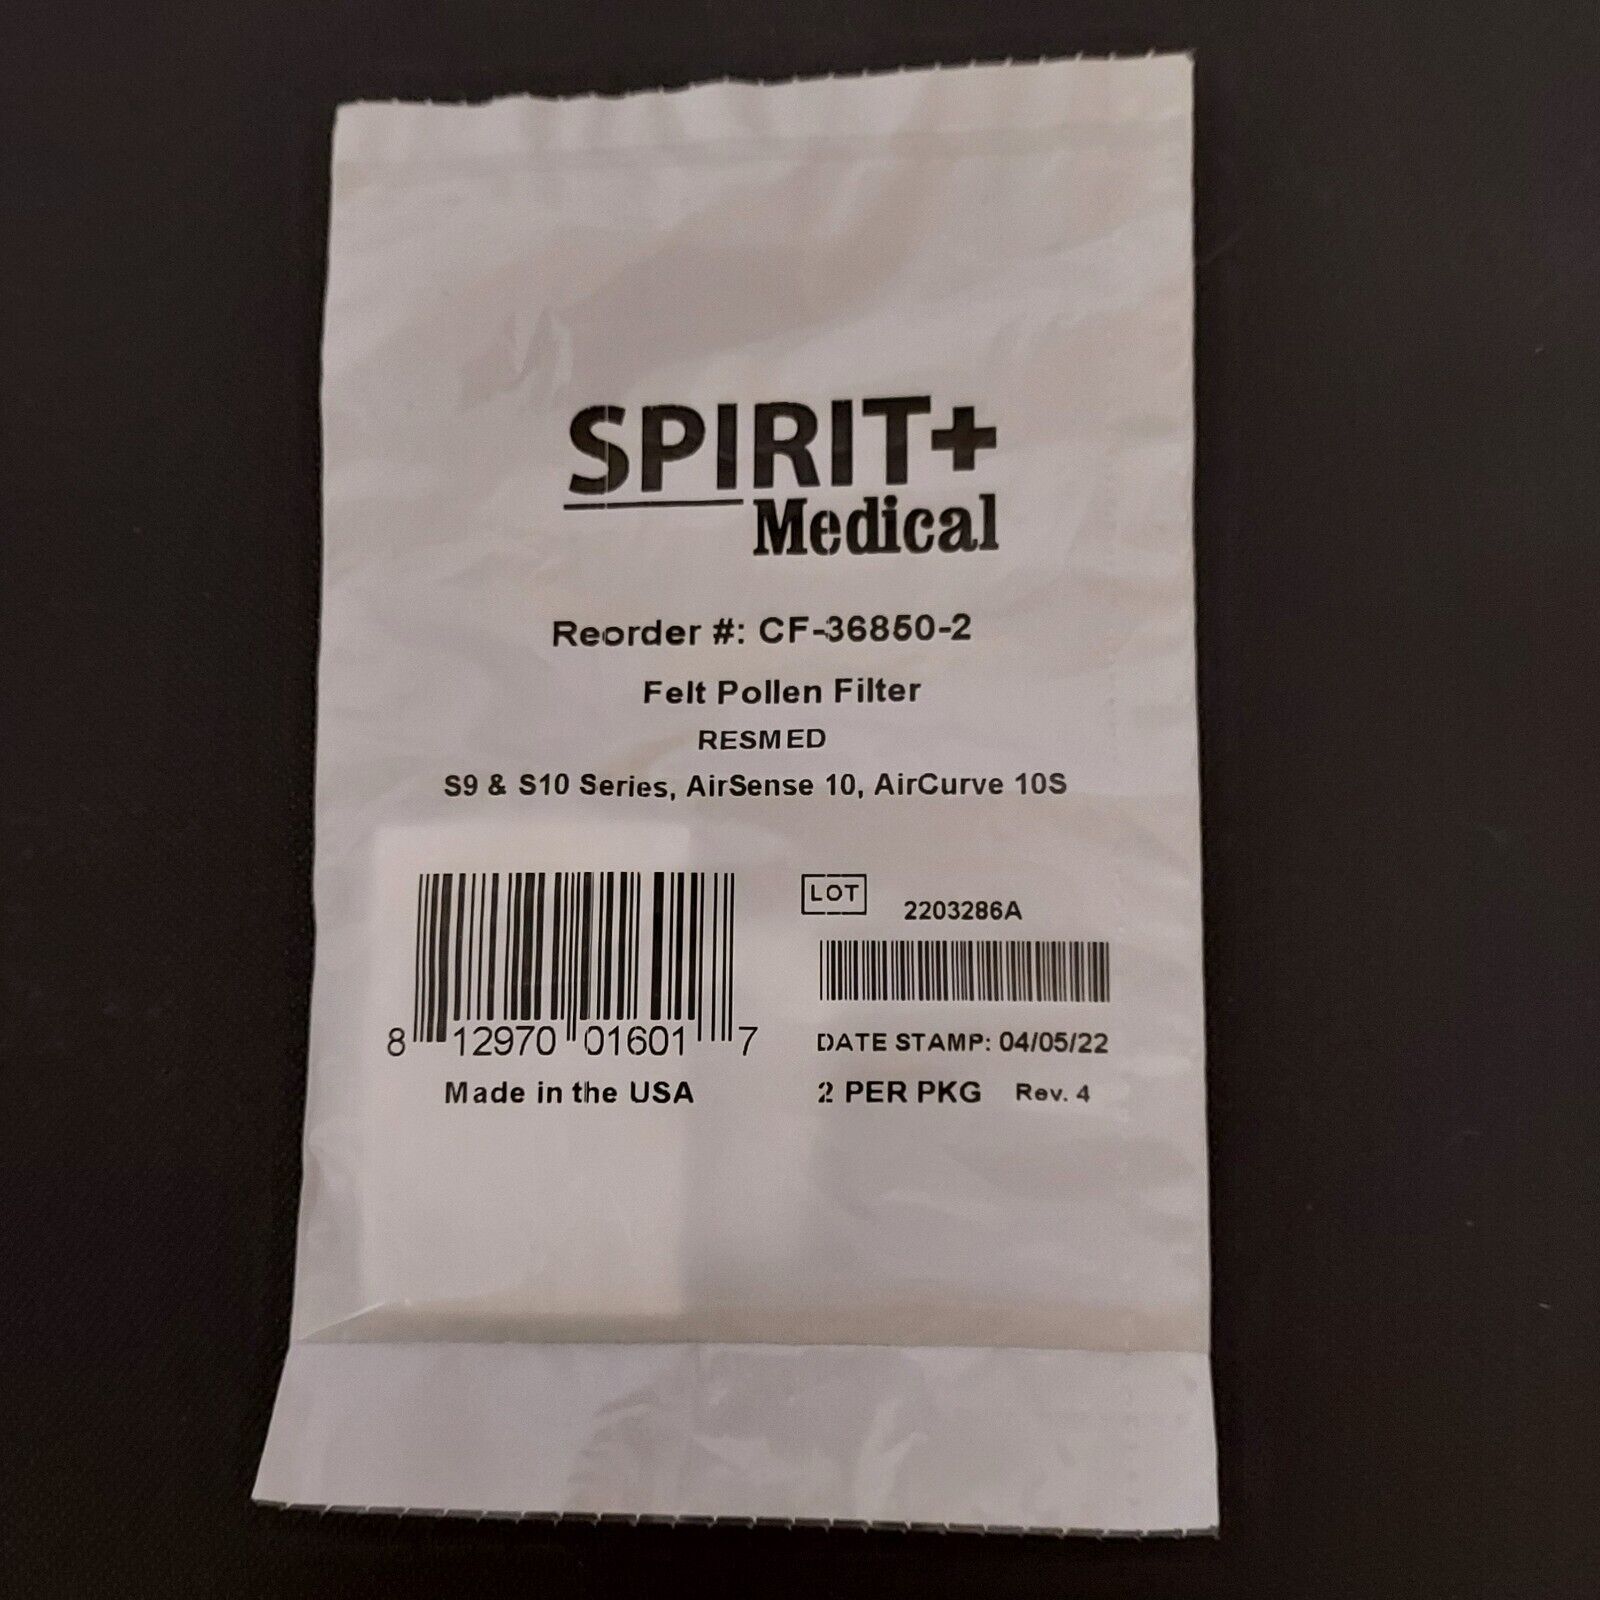 SPIRIT+
Medical
Reorder #: CF-36850-2
Felt Pollen Filter
RESMED
S9 & S10 Series, AirSense 10, AirCurve 10S
LOT 2203286A
8 12970 01601 7
DATE STAMP: 04/05/22
Made in the USA
2 PER PKG Rev. 4